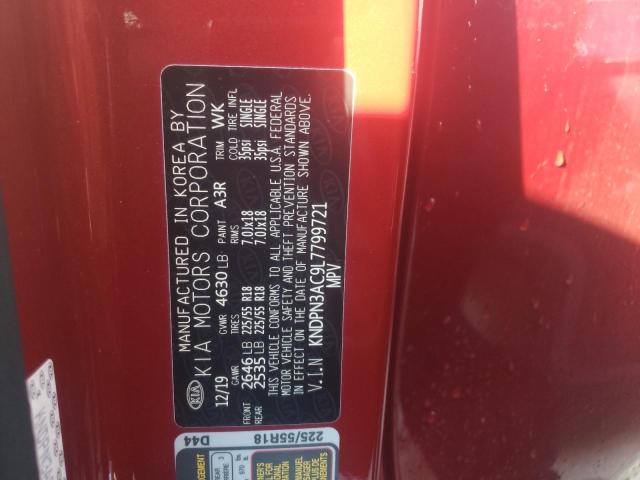 MANUFACTURED IN KOREA BY
KIA KIA MOTORS CORPORATION
12/19 GVWR 4630 LB PAINT A3R TRIM WK
GAWR TIRES RIMS COLD TIRE INFL
FRONT 2646 LB 225/55 R18 7.0Jx18 35psi SINGLE
REAR 2535 LB 225/55 R18 7.0Jx18 35psi SINGLE
THIS VEHICLE CONFORMS TO ALL APPLICABLE U.S.A. FEDERAL
MOTOR VEHICLE SAFETY AND THEFT PREVENTION STANDARDS
IN EFFECT ON THE DATE OF MANUFACTURE SHOWN ABOVE.
V.I.N KNDPN3AC9L7799721
MPV
D44
225/55R18